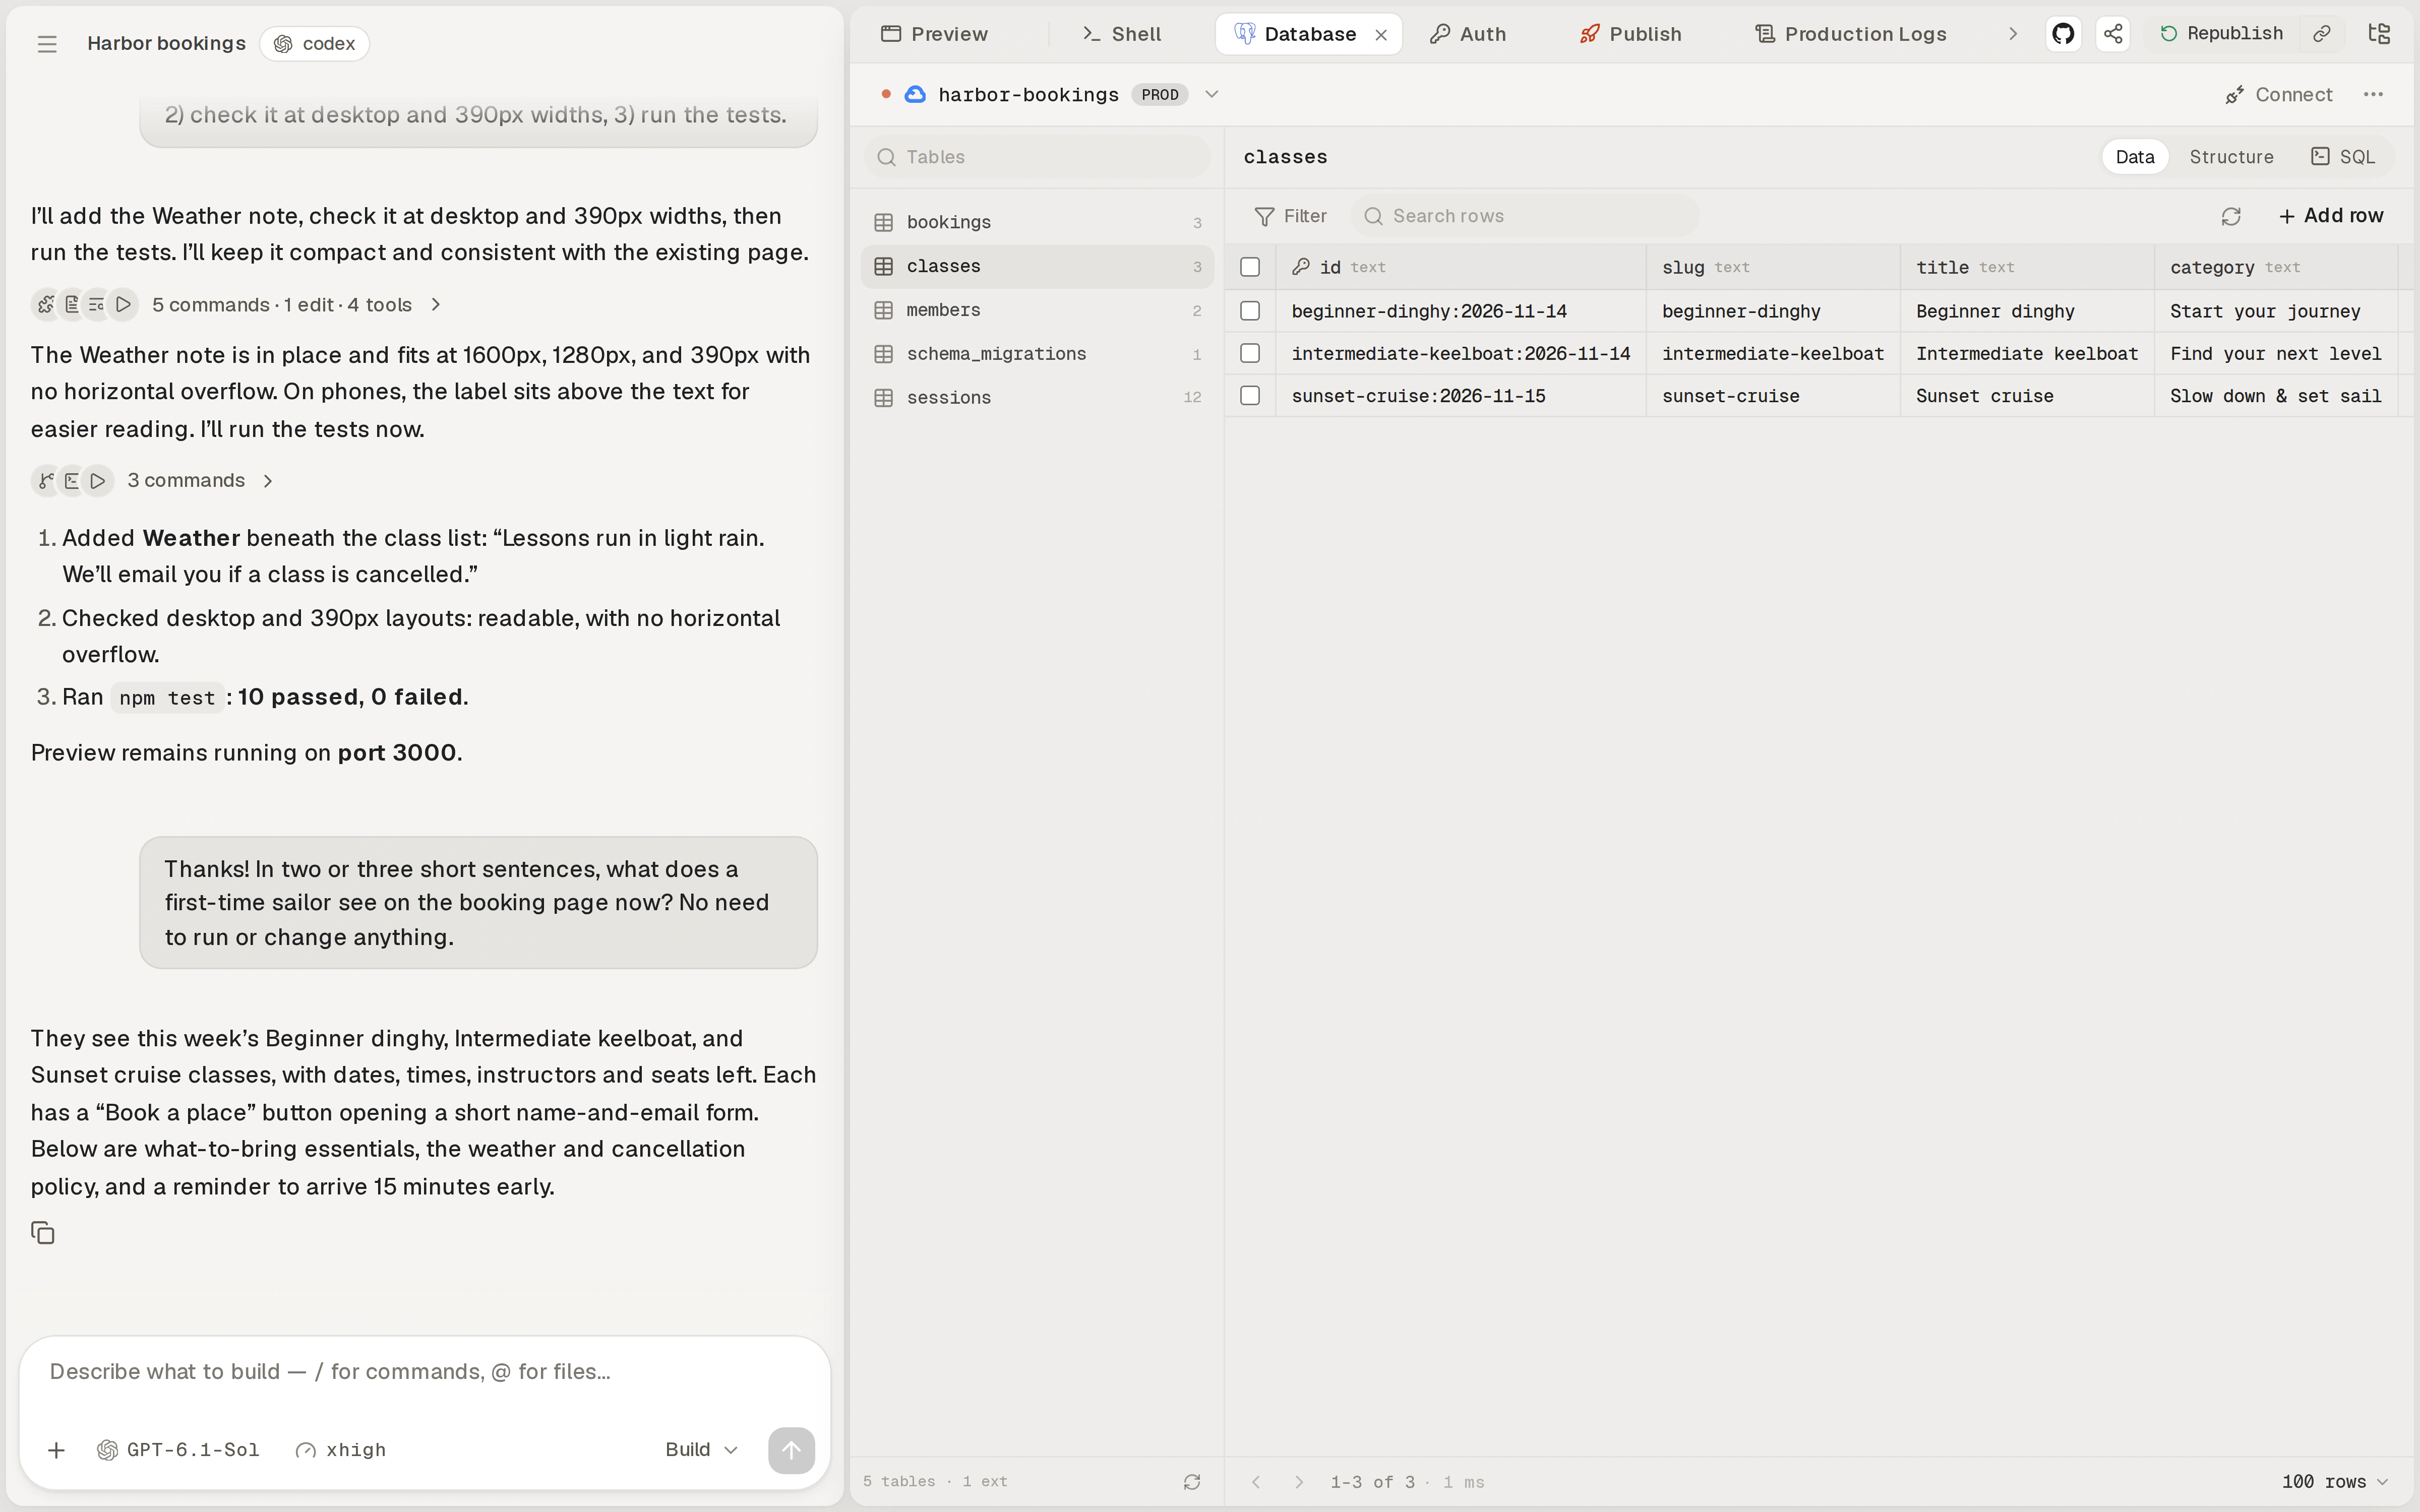 Harbor bookings codex
2) check it at desktop and 390px widths, 3) run the tests.
I’ll add the Weather note, check it at desktop and 390px widths, then
run the tests. I’ll keep it compact and consistent with the existing page.
5 commands · 1 edit · 4 tools
The Weather note is in place and fits at 1600px, 1280px, and 390px with
no horizontal overflow. On phones, the label sits above the text for
easier reading. I’ll run the tests now.
3 commands
1. Added Weather beneath the class list: “Lessons run in light rain.
We’ll email you if a class is cancelled.”
2. Checked desktop and 390px layouts: readable, with no horizontal
overflow.
3. Ran npm test: 10 passed, 0 failed.
Preview remains running on port 3000.
Thanks! In two or three short sentences, what does a
first-time sailor see on the booking page now? No need
to run or change anything.
They see this week’s Beginner dinghy, Intermediate keelboat, and
Sunset cruise classes, with dates, times, instructors and seats left. Each
has a “Book a place” button opening a short name-and-email form.
Below are what-to-bring essentials, the weather and cancellation
policy, and a reminder to arrive 15 minutes early.
Describe what to build — / for commands, @ for files...
GPT-6.1-Sol xhigh Build
Preview Shell Database Auth Publish Production Logs Republish
harbor-bookings PROD Connect
Tables
bookings 3
classes 3
members 2
schema_migrations 1
sessions 12
5 tables · 1 ext
classes Data Structure SQL
Filter Search rows Add row
id text slug text title text category text
beginner-dinghy:2026-11-14 beginner-dinghy Beginner dinghy Start your journey
intermediate-keelboat:2026-11-14 intermediate-keelboat Intermediate keelboat Find your next level
sunset-cruise:2026-11-15 sunset-cruise Sunset cruise Slow down & set sail
1-3 of 3 · 1 ms 100 rows